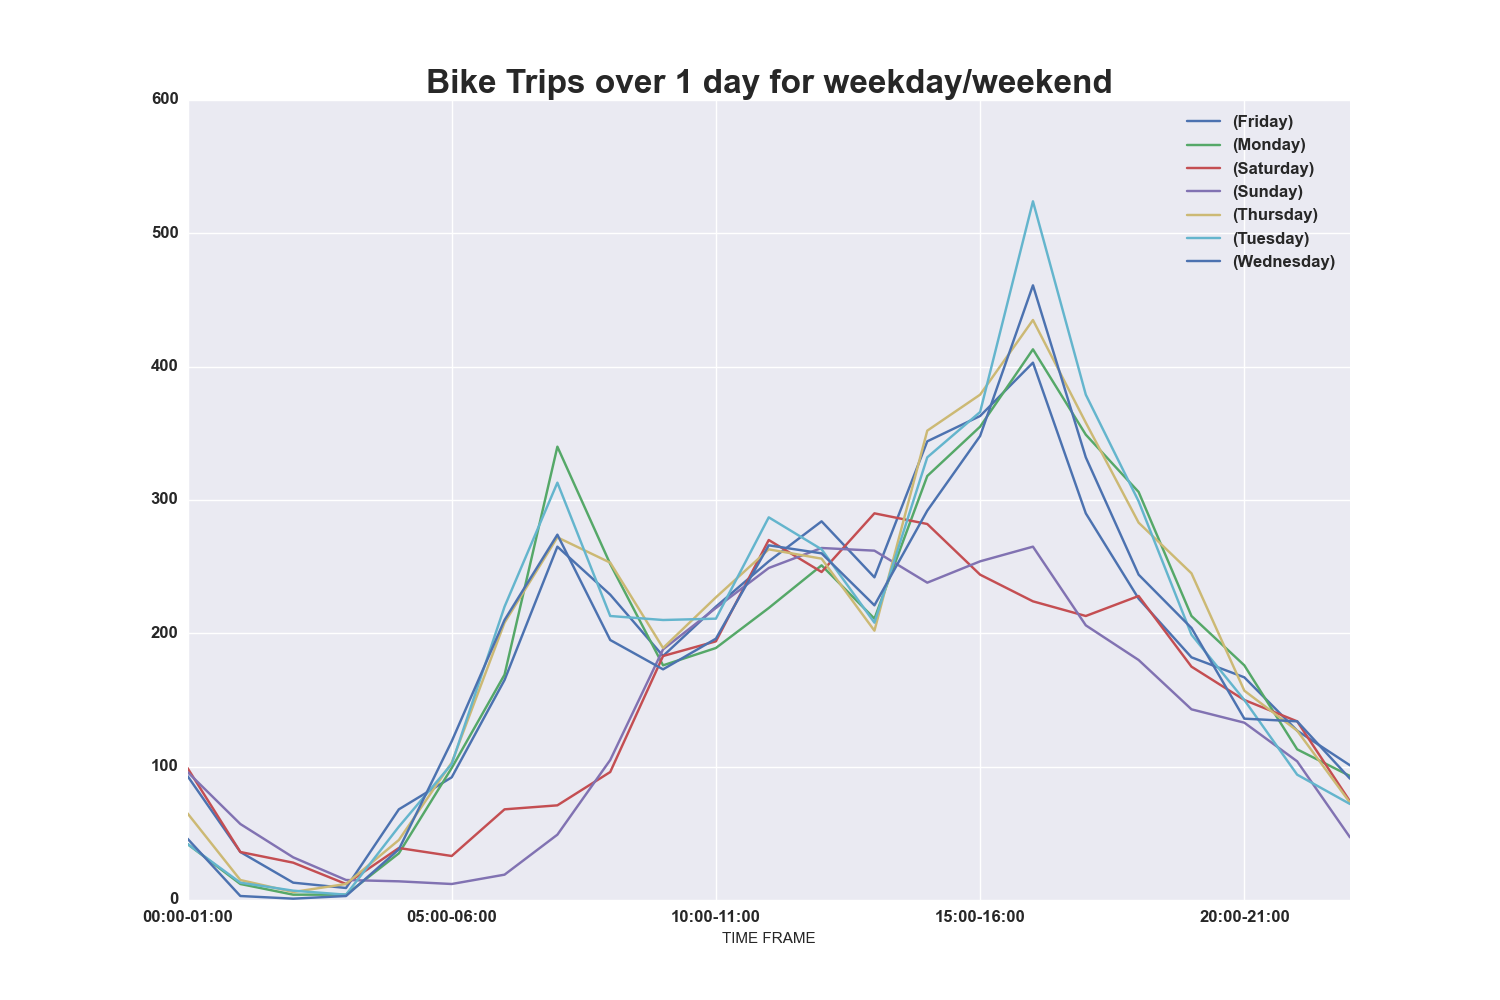 Bike Trips over 1 day for weekday/weekend
600
500
400
300
200
100
0
(Friday)
(Monday)
(Saturday)
(Sunday)
(Thursday)
(Tuesday)
(Wednesday)
00:00-01:00 05:00-06:00 10:00-11:00 15:00-16:00 20:00-21:00
TIME FRAME